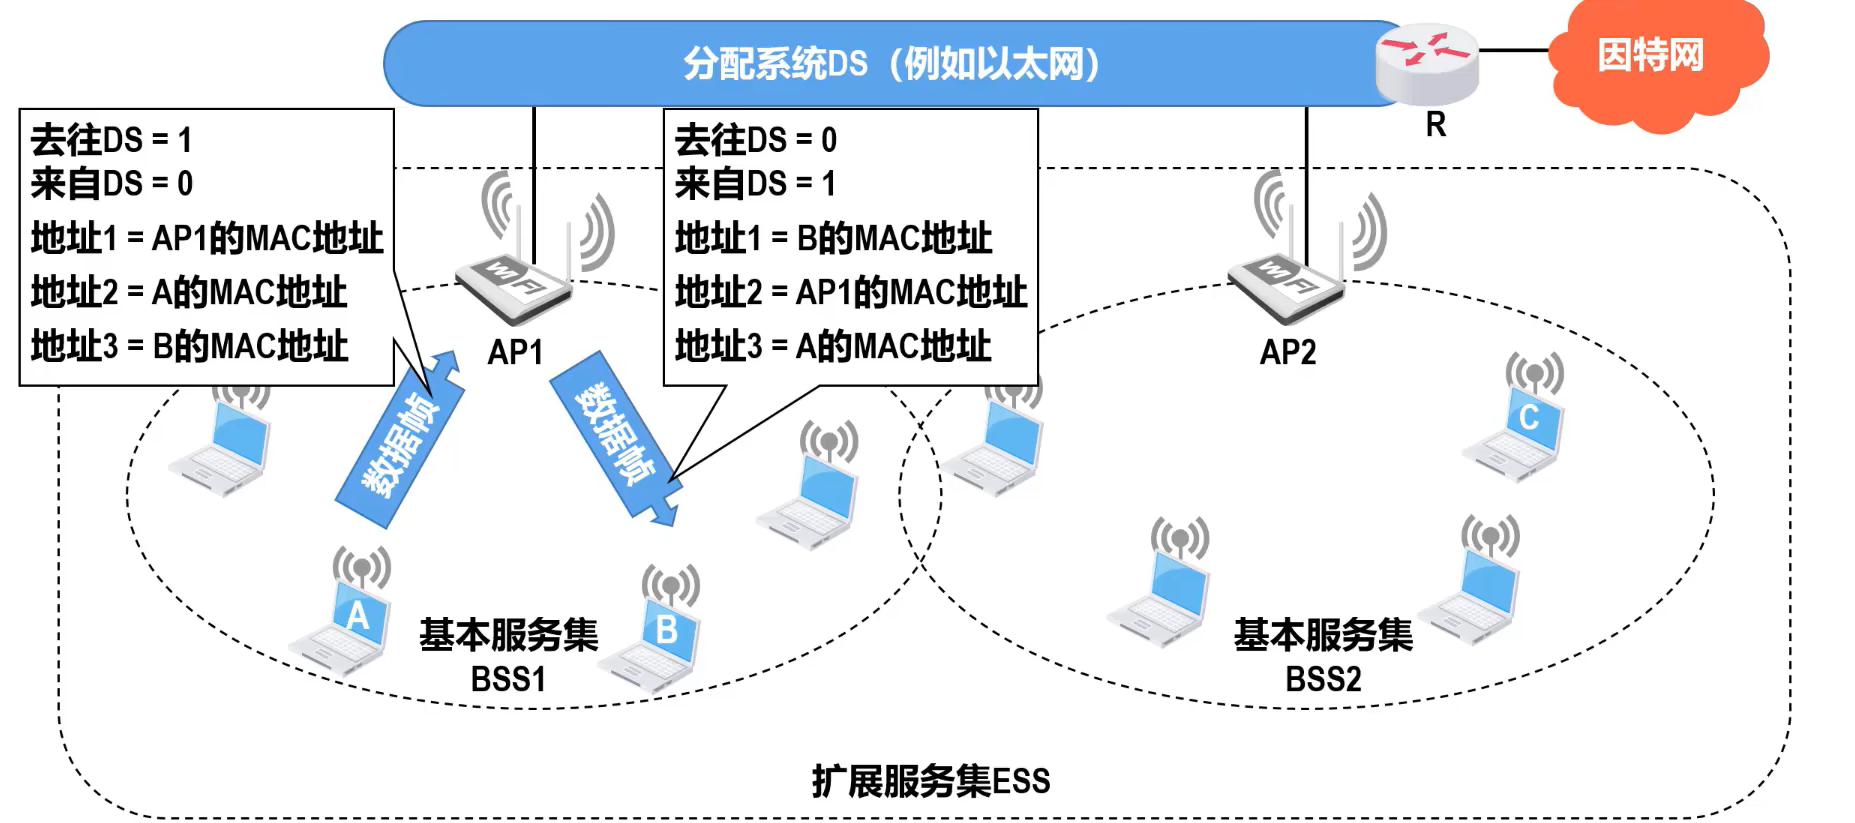 分配系统DS（例如以太网）
因特网
R
去往DS = 1
来自DS = 0
地址1 = AP1的MAC地址
地址2 = A的MAC地址
地址3 = B的MAC地址
去往DS = 0
来自DS = 1
地址1 = B的MAC地址
地址2 = AP1的MAC地址
地址3 = A的MAC地址
WiFi
AP1
WiFi
AP2
数据帧
数据帧
C
A
B
基本服务集
BSS1
基本服务集
BSS2
扩展服务集ESS